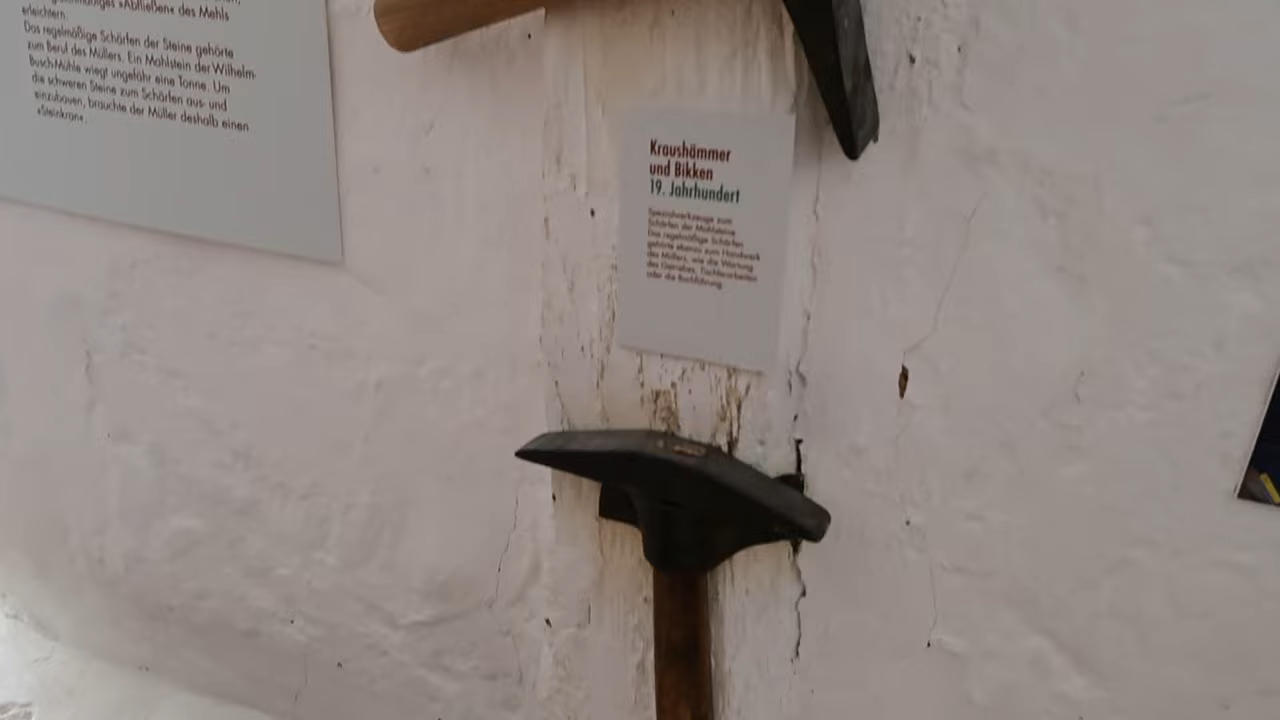 »Abfließen« des Mehls
erleichtern.
Das regelmäßige Schärfen der Steine gehörte
zum Beruf des Müllers. Ein Mahlstein der Wilhelm-
Busch-Mühle wiegt ungefähr eine Tonne. Um
die schweren Steine zum Schärfen aus- und
einzubauen, brauchte der Müller deshalb einen
»Steinkran«.
Kraushämmer
und Bikken
19. Jahrhundert
Spezialwerkzeuge zum
Schärfen der Mahlsteine
Das regelmäßige Schärfen
gehörte ebenso zum Handwerk
des Müllers, wie die Wartung
des Getriebes, Tischlerarbeiten
oder die Buchführung.